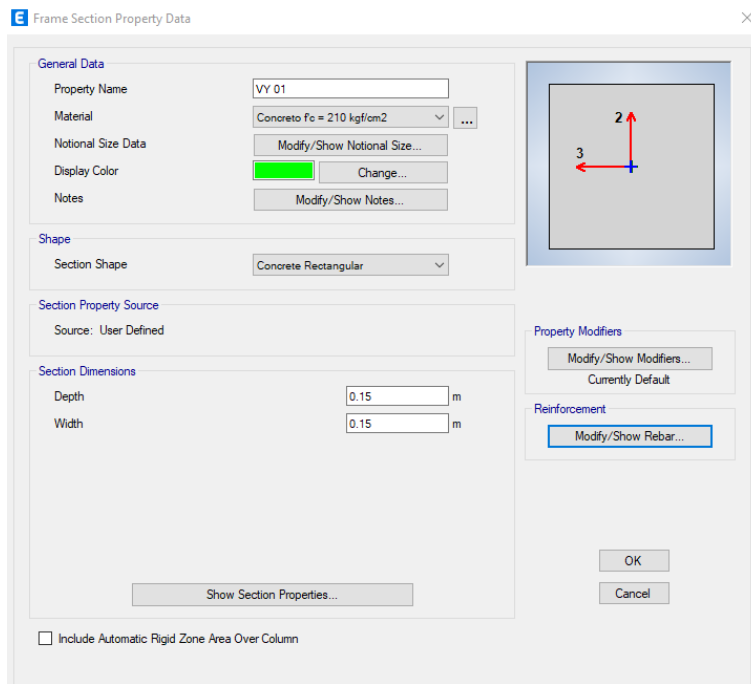 E Frame Section Property Data
General Data
Property Name VY 01
Material Concreto f'c = 210 kgf/cm2 ...
Notional Size Data Modify/Show Notional Size...
Display Color Change...
Notes Modify/Show Notes...
2
3
Shape
Section Shape Concrete Rectangular
Section Property Source
Source: User Defined
Property Modifiers
Modify/Show Modifiers...
Currently Default
Section Dimensions
Depth 0.15 m
Width 0.15 m
Reinforcement
Modify/Show Rebar...
Show Section Properties...
OK
Cancel
Include Automatic Rigid Zone Area Over Column